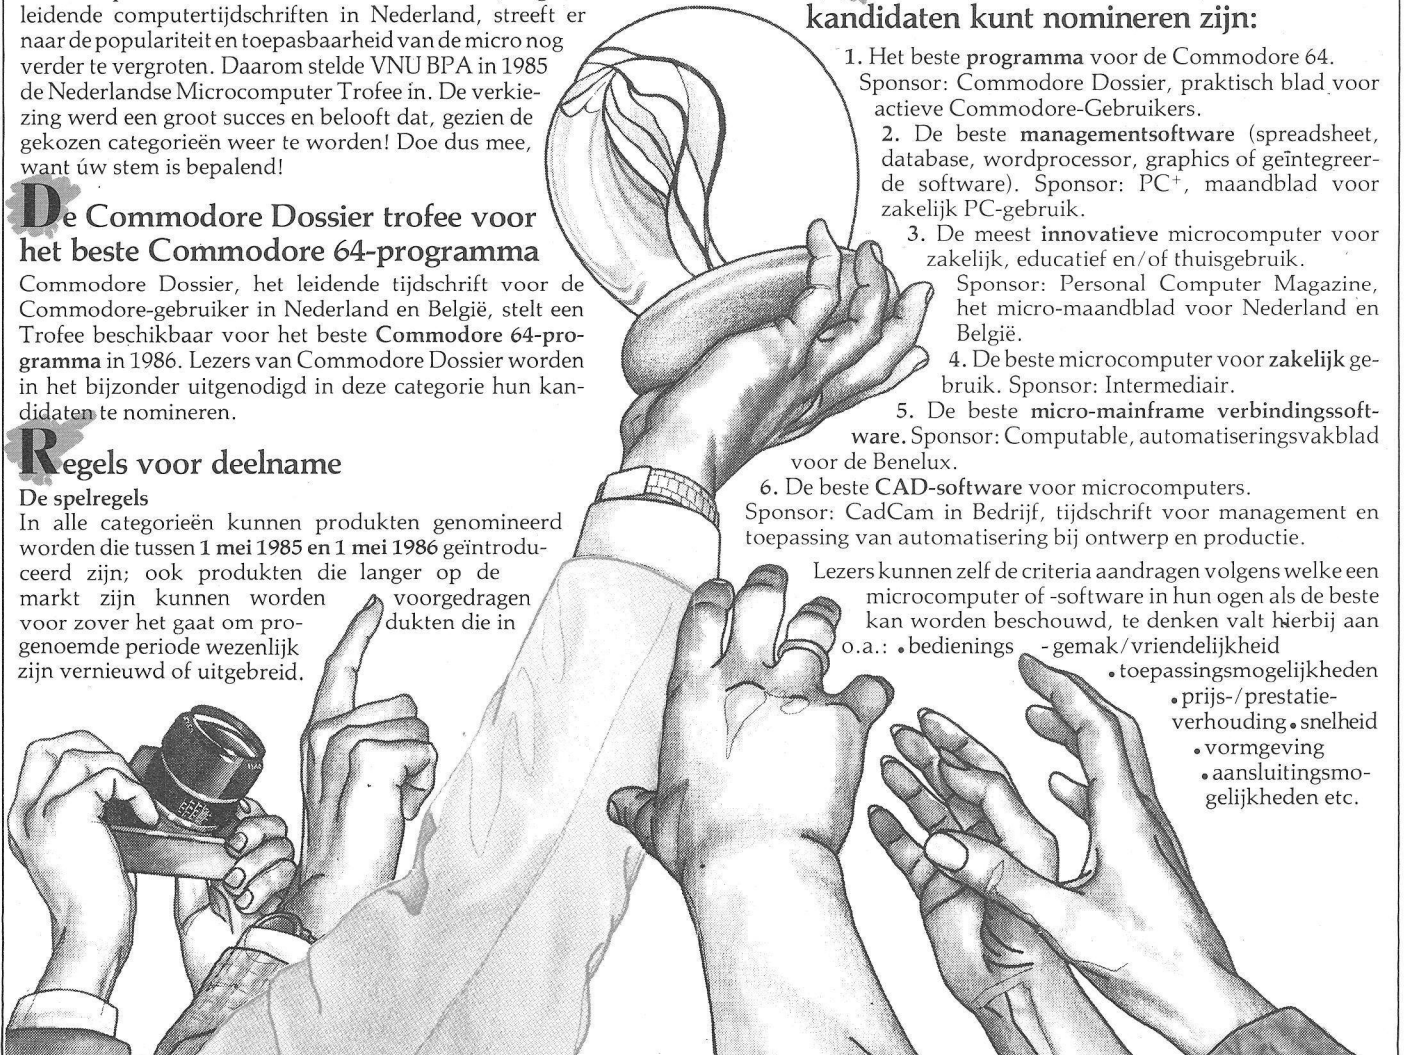 leidende computertijdschriften in Nederland, streeft er
naar de populariteit en toepasbaarheid van de micro nog
verder te vergroten. Daarom stelde VNU BPA in 1985
de Nederlandse Microcomputer Trofee in. De verkie-
zing werd een groot succes en belooft dat, gezien de
gekozen categorieën weer te worden! Doe dus mee,
want úw stem is bepalend!
De Commodore Dossier trofee voor
het beste Commodore 64-programma
Commodore Dossier, het leidende tijdschrift voor de
Commodore-gebruiker in Nederland en België, stelt een
Trofee beschikbaar voor het beste Commodore 64-pro-
gramma in 1986. Lezers van Commodore Dossier worden
in het bijzonder uitgenodigd in deze categorie hun kan-
didaten te nomineren.
Regels voor deelname
De spelregels
In alle categorieën kunnen produkten genomineerd
worden die tussen 1 mei 1985 en 1 mei 1986 geïntrodu-
ceerd zijn; ook produkten die langer op de
markt zijn kunnen worden voorgedragen
voor zover het gaat om produkten die in
genoemde periode wezenlijk
zijn vernieuwd of uitgebreid.
kandidaten kunt nomineren zijn:
1. Het beste programma voor de Commodore 64.
Sponsor: Commodore Dossier, praktisch blad voor
actieve Commodore-Gebruikers.
2. De beste managementsoftware (spreadsheet,
database, wordprocessor, graphics of geïntegreer-
de software). Sponsor: PC+, maandblad voor
zakelijk PC-gebruik.
3. De meest innovatieve microcomputer voor
zakelijk, educatief en/of thuisgebruik.
Sponsor: Personal Computer Magazine,
het micro-maandblad voor Nederland en
België.
4. De beste microcomputer voor zakelijk ge-
bruik. Sponsor: Intermediair.
5. De beste micro-mainframe verbindingssoft-
ware. Sponsor: Computable, automatiseringsvakblad
voor de Benelux.
6. De beste CAD-software voor microcomputers.
Sponsor: CadCam in Bedrijf, tijdschrift voor management en
toepassing van automatisering bij ontwerp en productie.
Lezers kunnen zelf de criteria aandragen volgens welke een
microcomputer of -software in hun ogen als de beste
kan worden beschouwd, te denken valt hierbij aan
o.a.: • bedienings - gemak/vriendelijkheid
• toepassingsmogelijkheden
• prijs-/prestatie-
verhouding • snelheid
• vormgeving
• aansluitingsmo-
gelijkheden etc.